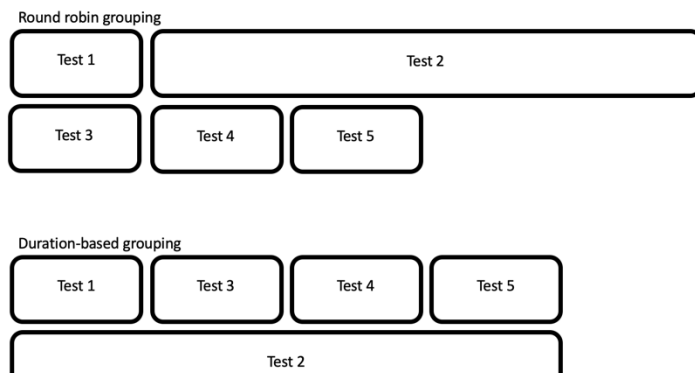 Round robin grouping
Test 1 Test 2
Test 3 Test 4 Test 5
Duration-based grouping
Test 1 Test 3 Test 4 Test 5
Test 2